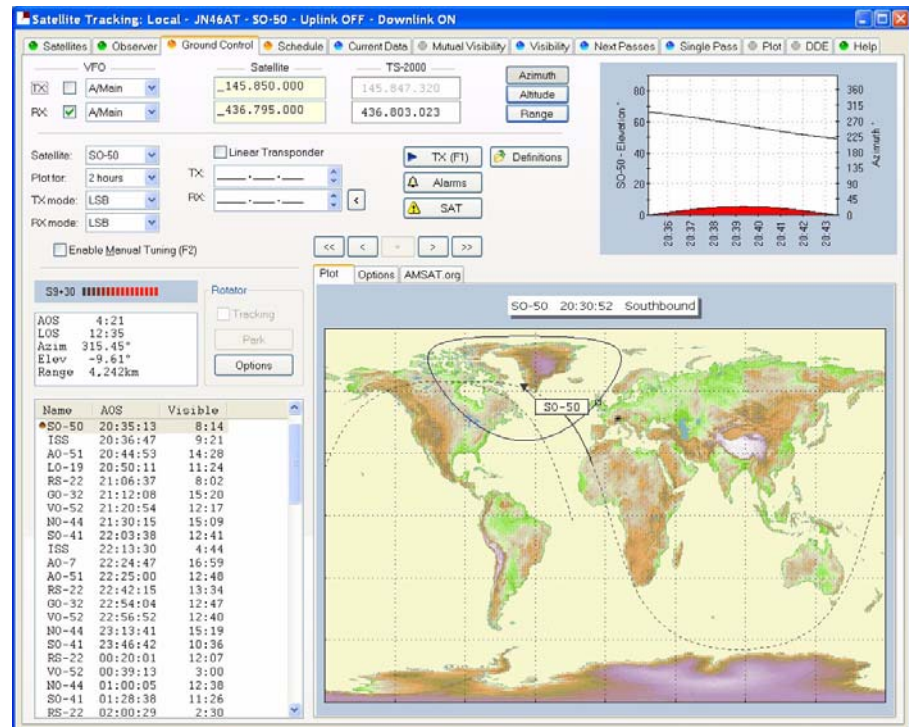 Satellite Tracking: Local - JN46AT - SO-50 - Uplink OFF - Downlink ON
Satellites Observer Ground Control Schedule Current Data Mutual Visibility Visibility Next Passes Single Pass Plot DDE Help
VFO Satellite TS-2000
TX A/Main _145.850.000 145.847.320
RX A/Main _436.795.000 436.803.023
Azimuth
Altitude
Range
Satellite: SO-50
Plot for: 2 hours
TX mode: LSB
RX mode: LSB
Enable Manual Tuning (F2)
Linear Transponder
TX: ___.___.___
RX: ___.___.___ <
TX (F1) Definitions
Alarms
SAT
<< < - > >>
SO-50 - Elevation °
80
60
40
20
0
360
315
270
225
180
135
90
45
0
Azimuth °
20:36 20:37 20:38 20:39 20:40 20:41 20:42 20:43
S9+30
AOS 4:21
LOS 12:35
Azim 315.45°
Elev -9.61°
Range 4,242km
Rotator
Tracking
Park
Options
Plot Options AMSAT.org
SO-50 20:30:52 Southbound
SO-50
Name AOS Visible
SO-50 20:35:13 8:14
ISS 20:36:47 9:21
AO-51 20:44:53 14:28
LO-19 20:50:11 11:24
RS-22 21:06:37 8:02
GO-32 21:12:08 15:20
VO-52 21:20:54 12:17
NO-44 21:30:15 15:09
SO-41 22:03:38 12:41
ISS 22:13:30 4:44
AO-7 22:24:47 16:59
AO-51 22:25:00 12:48
RS-22 22:42:15 13:34
GO-32 22:54:04 12:47
VO-52 22:56:52 12:40
NO-44 23:13:41 15:19
SO-41 23:46:42 10:36
RS-22 00:20:01 12:07
VO-52 00:39:13 3:00
NO-44 01:00:05 12:38
SO-41 01:28:38 11:26
RS-22 02:00:29 2:30